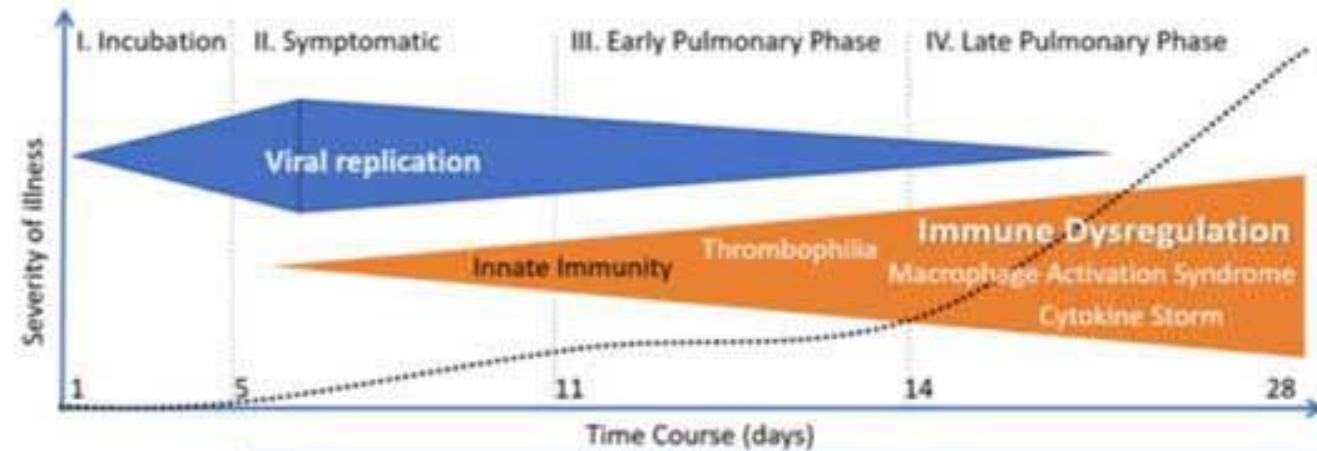 I. Incubation II. Symptomatic III. Early Pulmonary Phase IV. Late Pulmonary Phase
Severity of illness
Viral replication
Immune Dysregulation
Thrombophilia
Innate Immunity
Macrophage Activation Syndrome
Cytokine Storm
1 5 11 14 28
Time Course (days)